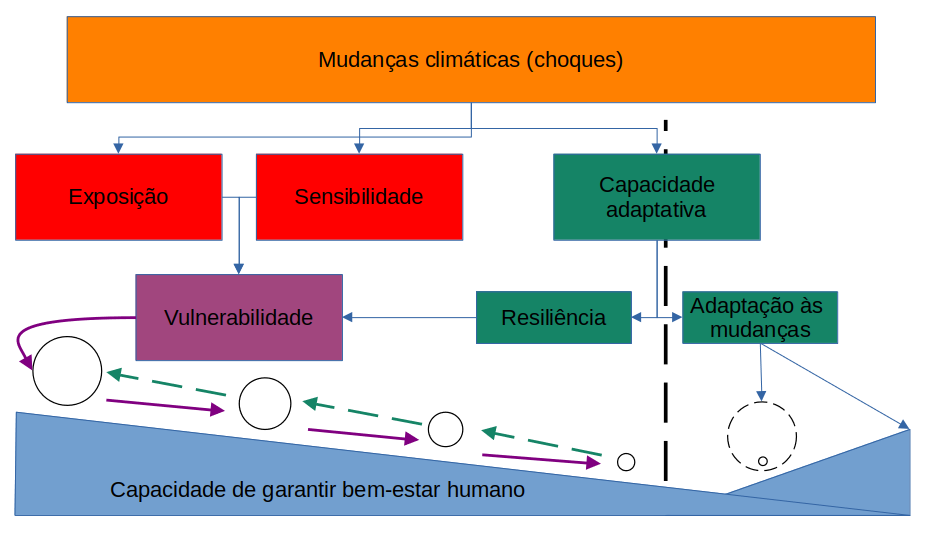 Mudanças climáticas (choques)
Exposição
Sensibilidade
Capacidade
adaptativa
Vulnerabilidade
Resiliência
Adaptação às
mudanças
Capacidade de garantir bem-estar humano